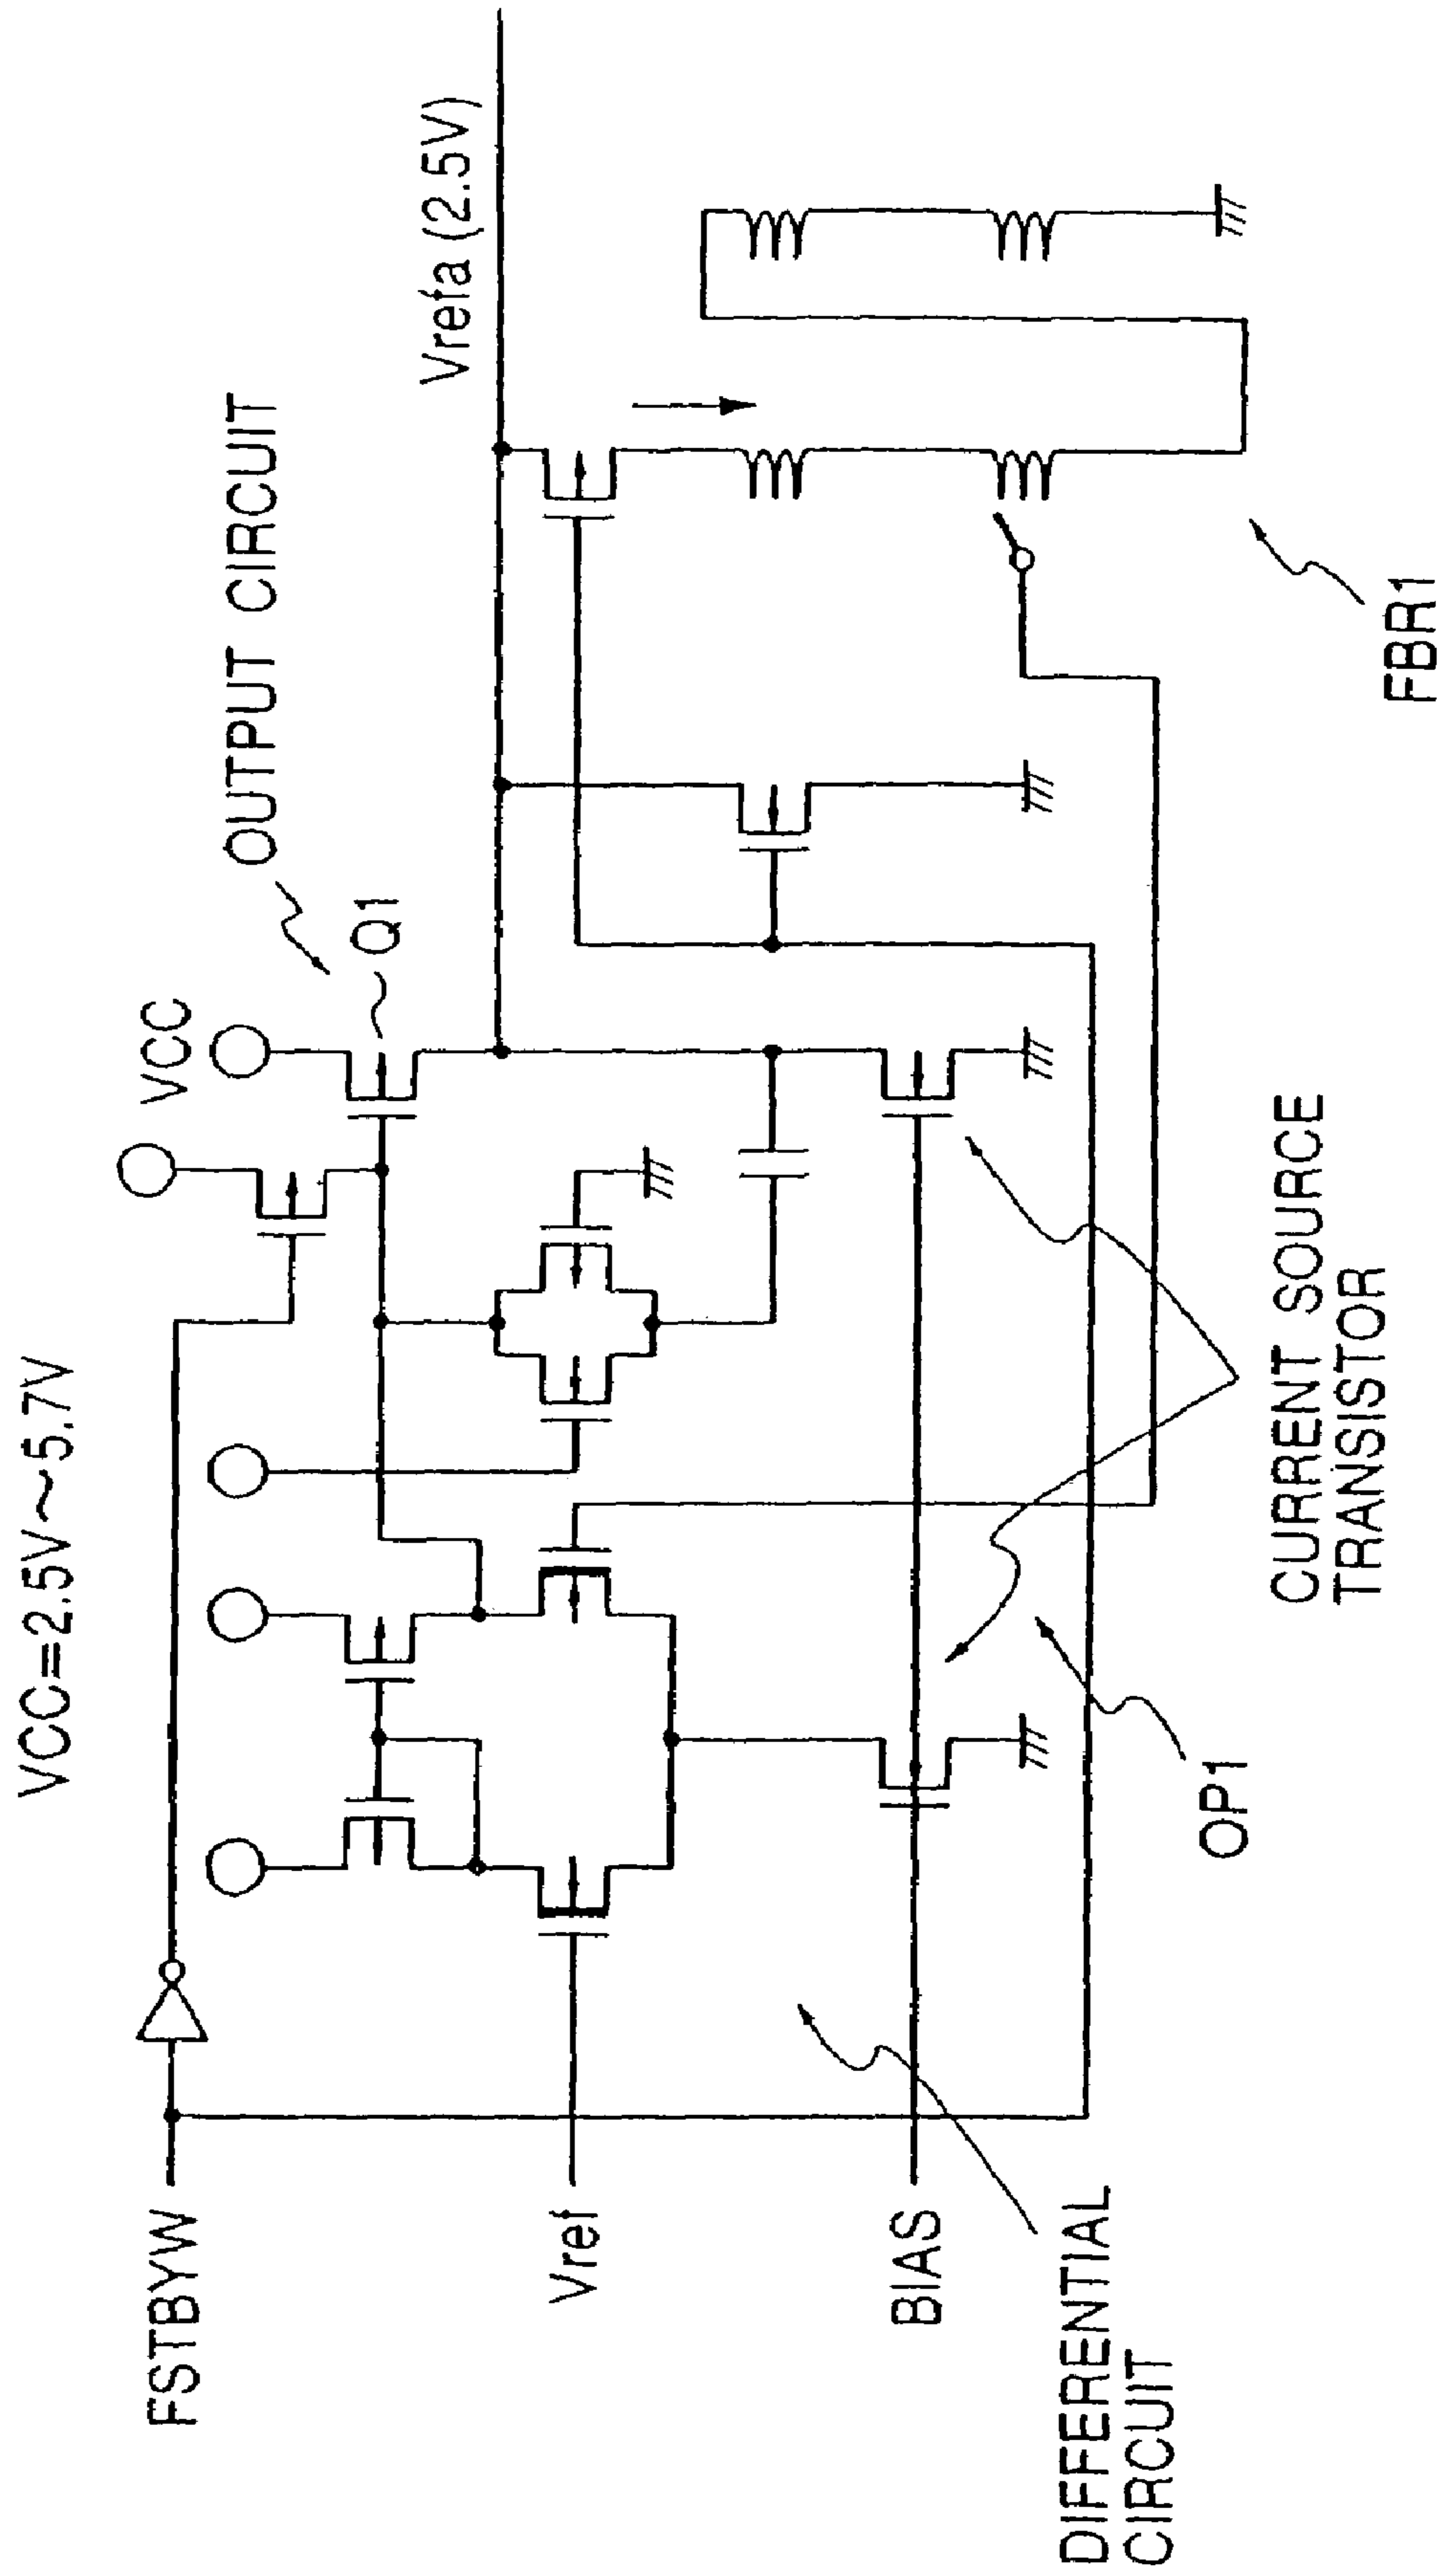 VCC=2.5V~5.7V
VCC
OUTPUT CIRCUIT
Q1
Vrefa (2.5V)
FSTBYW
Vref
BIAS
DIFFERENTIAL
CIRCUIT
OP1
CURRENT SOURCE
TRANSISTOR
FBR1